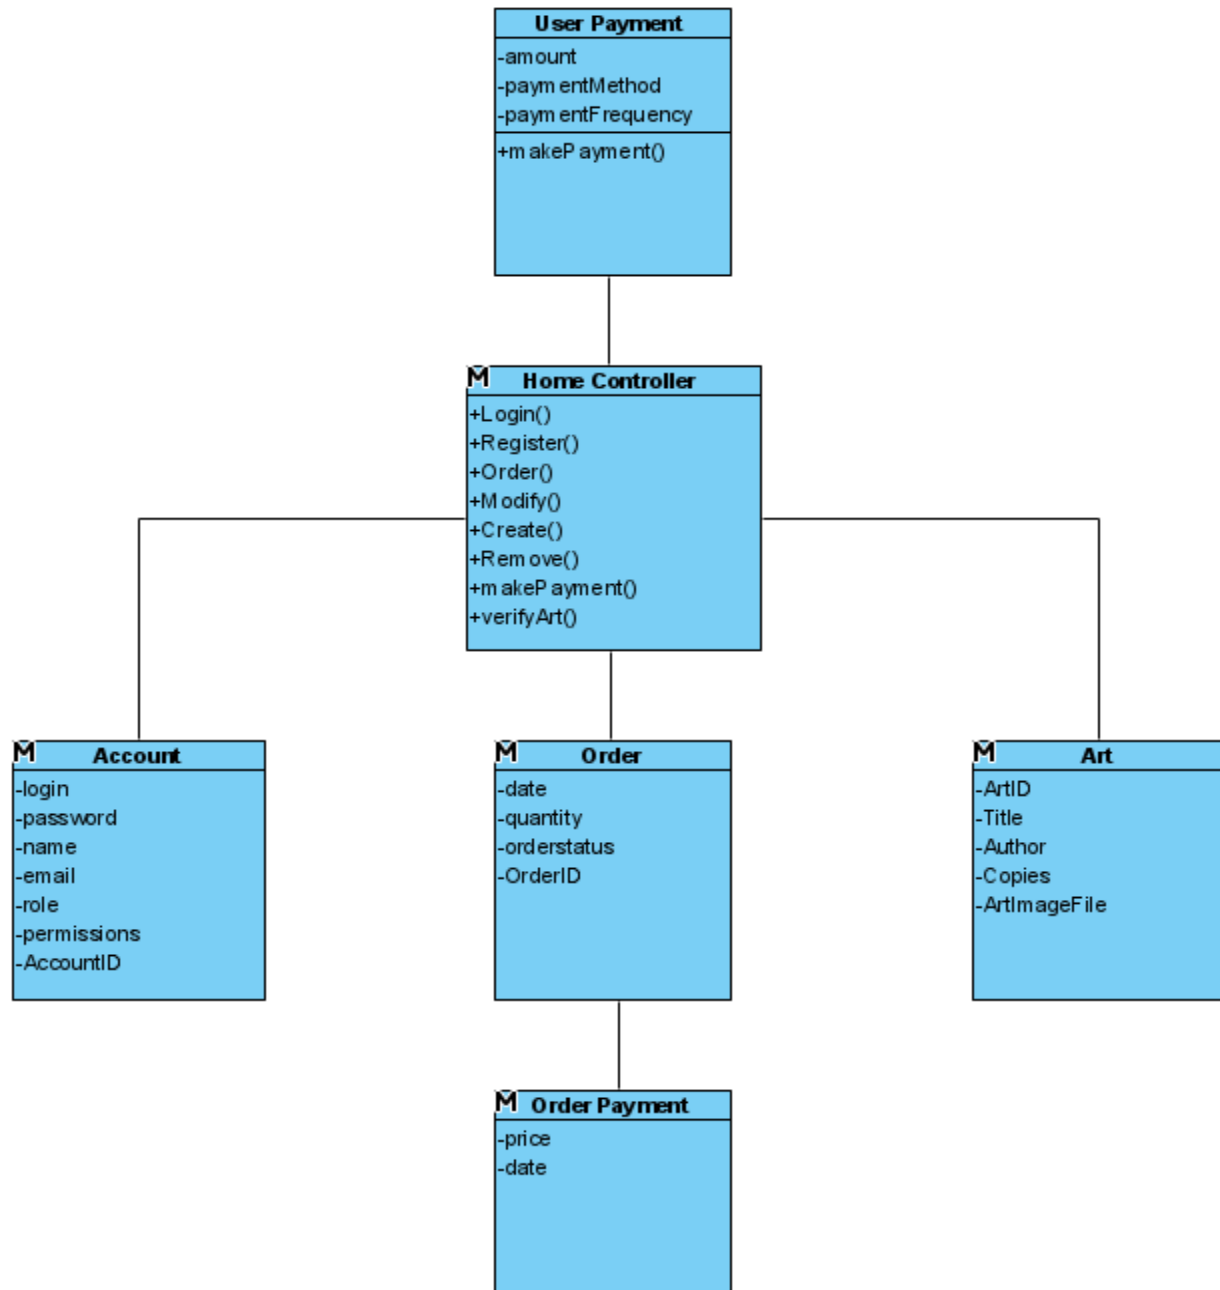 User Payment
-amount
-paymentMethod
-paymentFrequency
+makePayment()
M Home Controller
+Login()
+Register()
+Order()
+Modify()
+Create()
+Remove()
+makePayment()
+verifyArt()
M Account
-login
-password
-name
-email
-role
-permissions
-AccountID
M Order
-date
-quantity
-orderstatus
-OrderID
M Art
-ArtID
-Title
-Author
-Copies
-ArtImageFile
M Order Payment
-price
-date